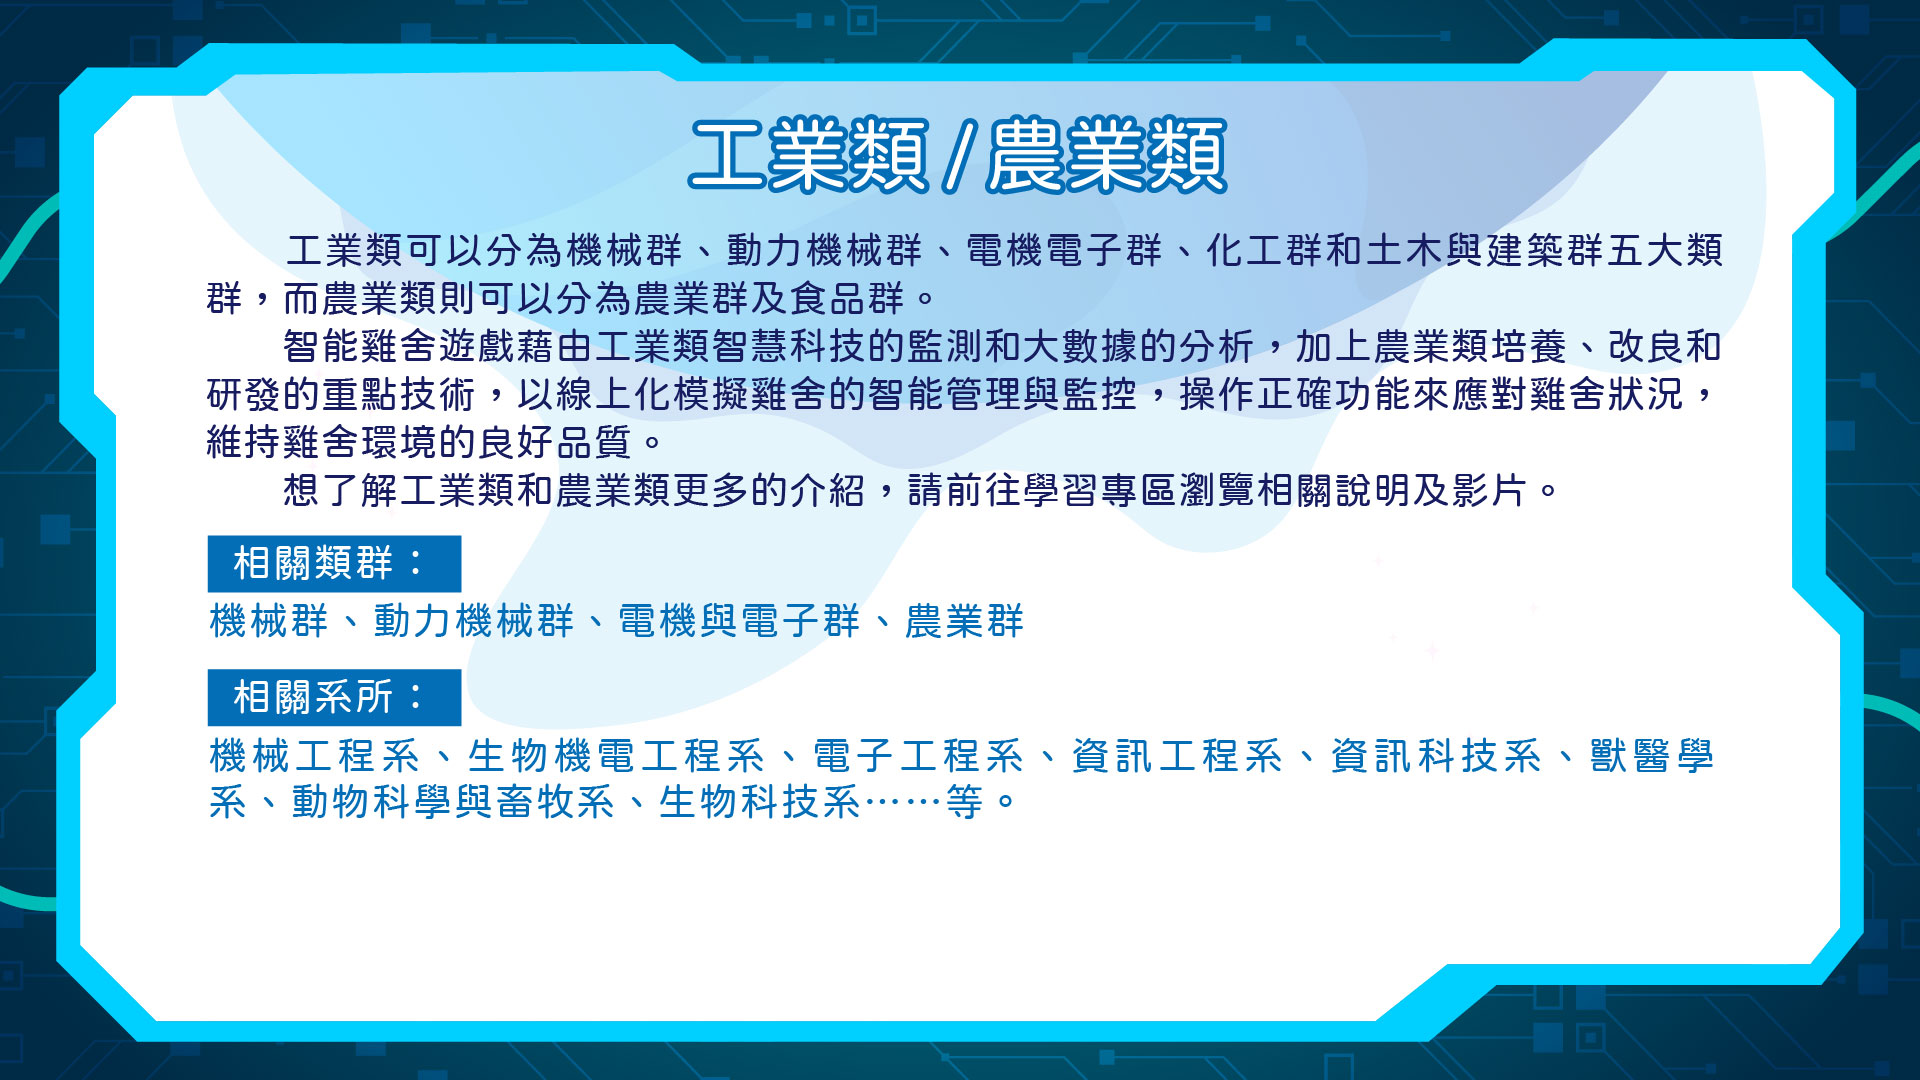 工業類/農業類
工業類可以分為機械群、動力機械群、電機電子群、化工群和土木與建築群五大類
群，而農業類則可以分為農業群及食品群。
智能雞舍遊戲藉由工業類智慧科技的監測和大數據的分析，加上農業類培養、改良和
研發的重點技術，以線上化模擬雞舍的智能管理與監控，操作正確功能來應對雞舍狀況，
維持雞舍環境的良好品質。
想了解工業類和農業類更多的介紹，請前往學習專區瀏覽相關說明及影片。
相關類群：
機械群、動力機械群、電機與電子群、農業群
相關系所：
機械工程系、生物機電工程系、電子工程系、資訊工程系、資訊科技系、獸醫學
系、動物科學與畜牧系、生物科技系……等。